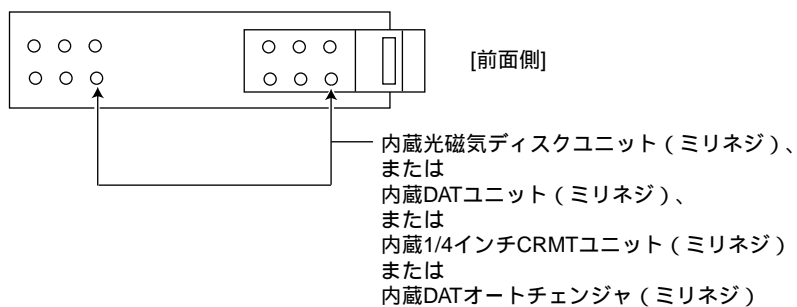 [前面側]
内蔵光磁気ディスクユニット（ミリネジ）、
または
内蔵DATユニット（ミリネジ）、
または
内蔵1/4インチCRMTユニット（ミリネジ）
または
内蔵DATオートチェンジャ（ミリネジ）